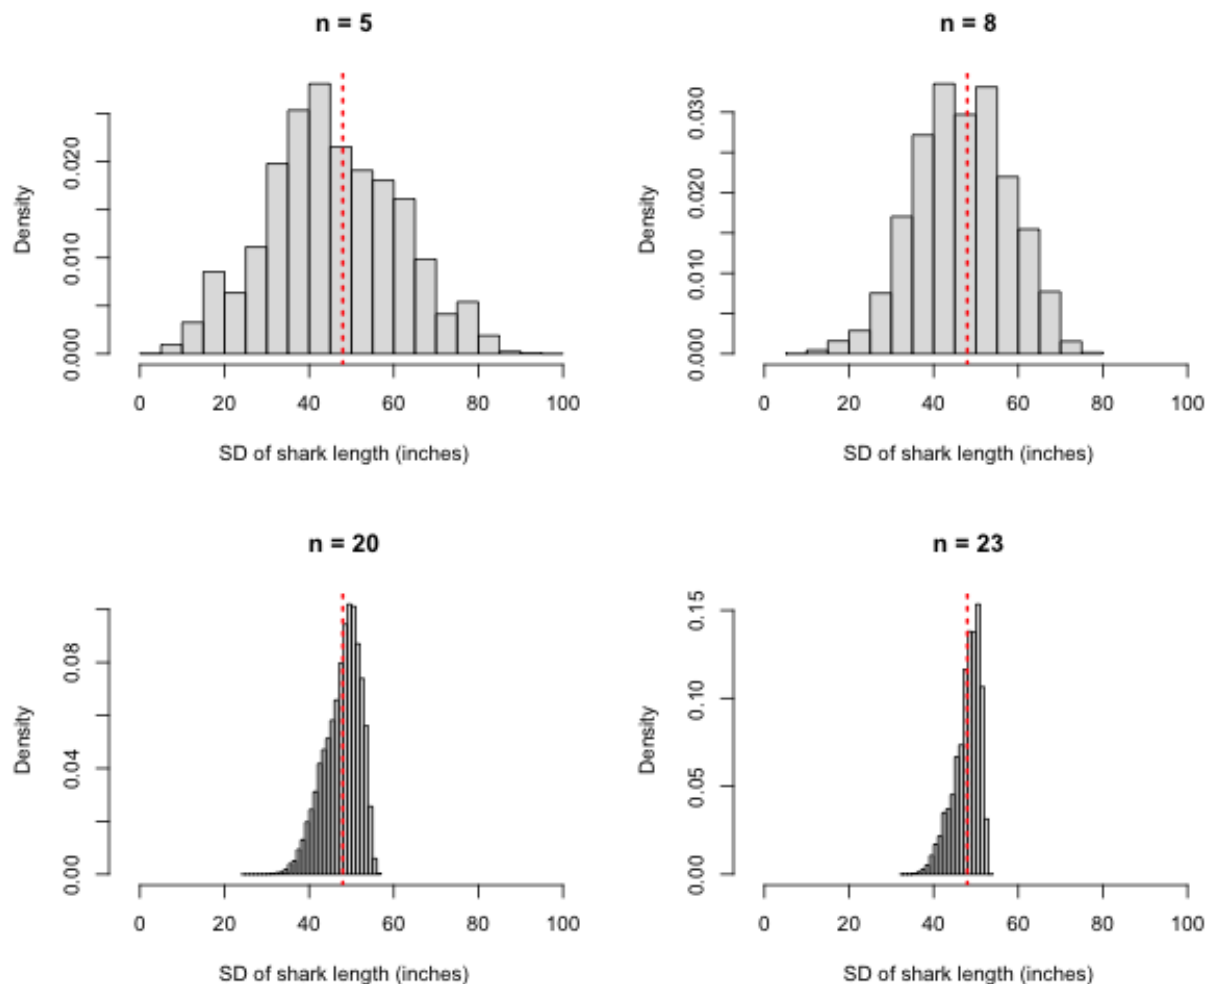 n = 5
Density
0.000 0.010 0.020
0 20 40 60 80 100
SD of shark length (inches)
n = 8
Density
0.000 0.010 0.020 0.030
0 20 40 60 80 100
SD of shark length (inches)
n = 20
Density
0.00 0.04 0.08
0 20 40 60 80 100
SD of shark length (inches)
n = 23
Density
0.00 0.05 0.10 0.15
0 20 40 60 80 100
SD of shark length (inches)